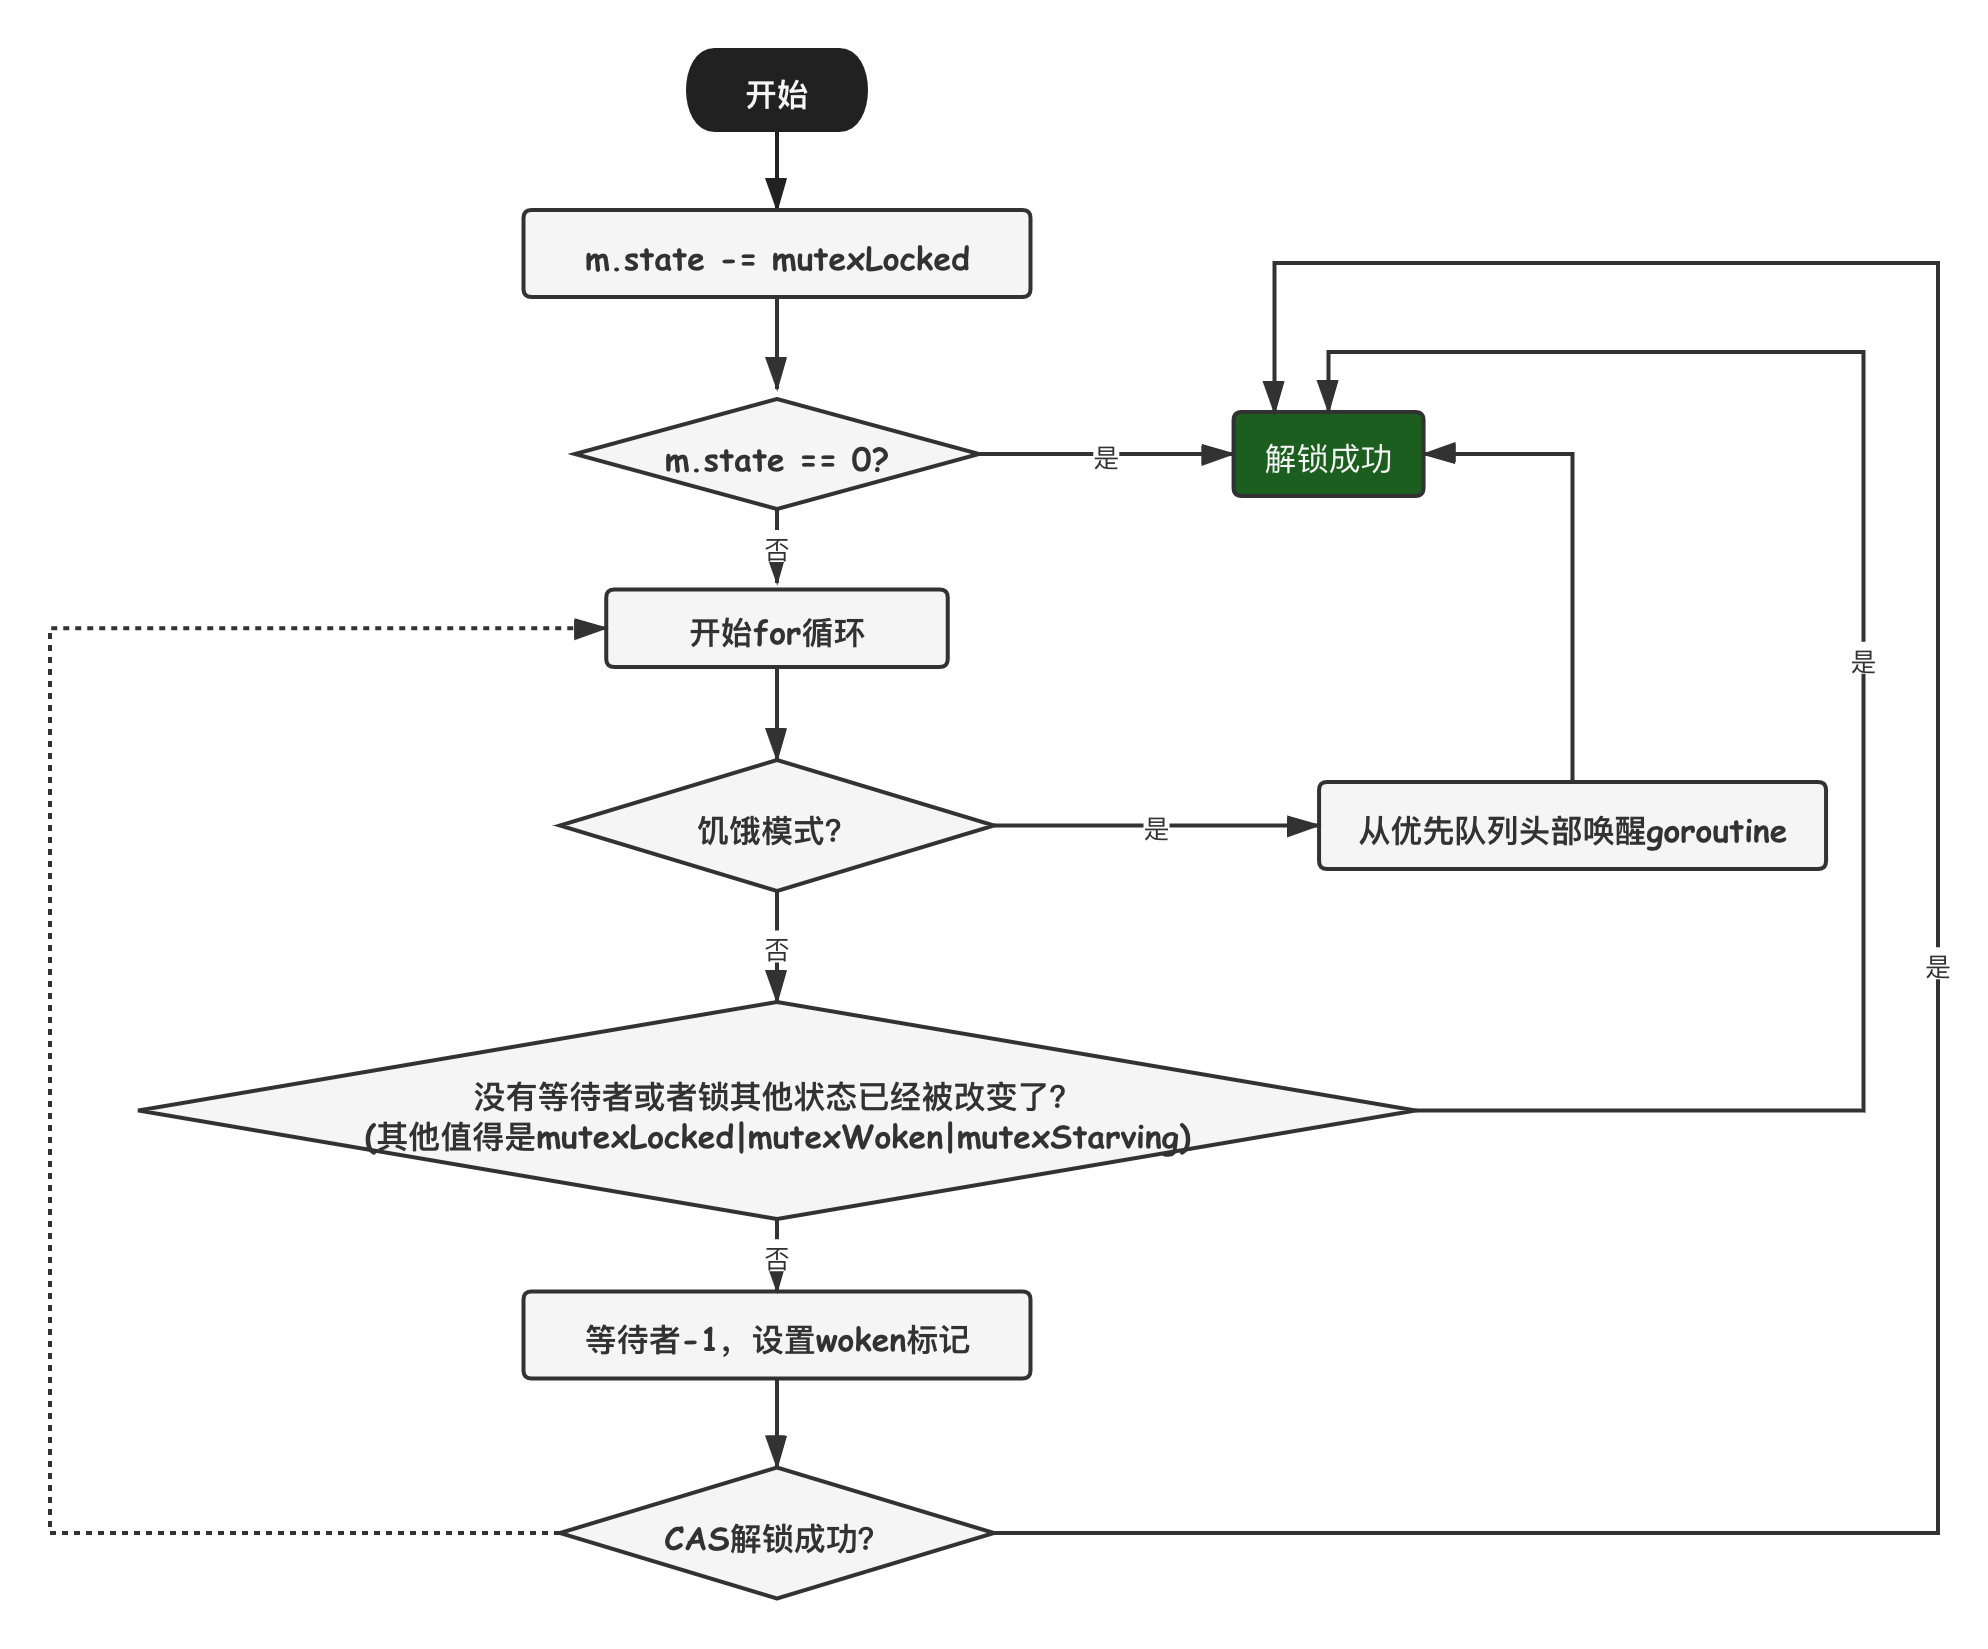 开始
m.state -= mutexLocked
m.state == 0?
是
解锁成功
否
开始for循环
是
饥饿模式?
是
从优先队列头部唤醒goroutine
否
是
没有等待者或者锁其他状态已经被改变了?
(其他值得是mutexLocked|mutexWoken|mutexStarving)
否
等待者-1，设置woken标记
CAS解锁成功?